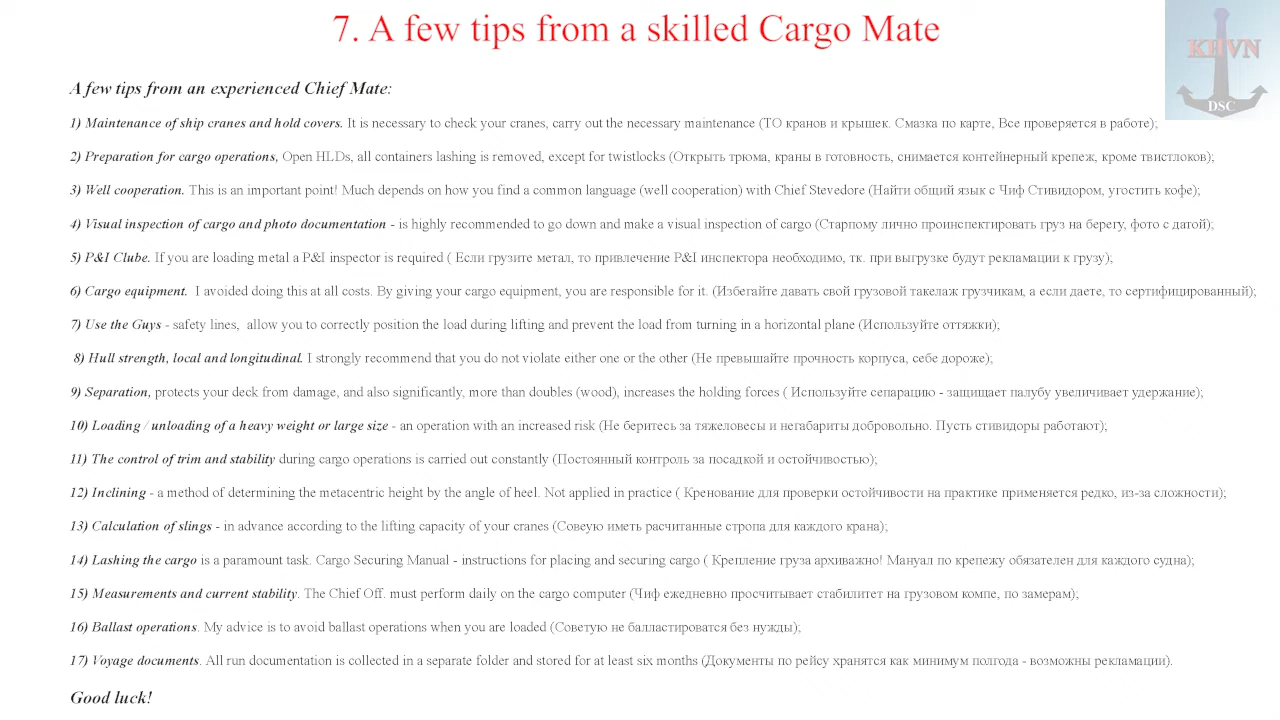 7. A few tips from a skilled Cargo Mate
KHVN
DSC
A few tips from an experienced Chief Mate:
1) Maintenance of ship cranes and hold covers. It is necessary to check your cranes, carry out the necessary maintenance (ТО кранов и крышек. Смазка по карте, Все проверяется в работе);
2) Preparation for cargo operations, Open HLDs, all containers lashing is removed, except for twistlocks (Открыть трюма, краны в готовность, снимается контейнерный крепеж, кроме твистлоков);
3) Well cooperation. This is an important point! Much depends on how you find a common language (well cooperation) with Chief Stevedore (Найти общий язык с Чиф Стивидором, угостить кофе);
4) Visual inspection of cargo and photo documentation - is highly recommended to go down and make a visual inspection of cargo (Старпому лично проинспектировать груз на берегу, фото с датой);
5) P&I Clube. If you are loading metal a P&I inspector is required ( Если грузите метал, то привлечение P&I инспектора необходимо, тк. при выгрузке будут рекламации к грузу);
6) Cargo equipment. I avoided doing this at all costs. By giving your cargo equipment, you are responsible for it. (Избегайте давать свой грузовой такелаж грузчикам, а если даете, то сертифицированный);
7) Use the Guys - safety lines, allow you to correctly position the load during lifting and prevent the load from turning in a horizontal plane (Используйте оттяжки);
8) Hull strength, local and longitudinal. I strongly recommend that you do not violate either one or the other (Не превышайте прочность корпуса, себе дороже);
9) Separation, protects your deck from damage, and also significantly, more than doubles (wood), increases the holding forces ( Используйте сепарацию - защищает палубу увеличивает удержание);
10) Loading / unloading of a heavy weight or large size - an operation with an increased risk (Не беритесь за тяжеловесы и негабариты добровольно. Пусть стивидоры работают);
11) The control of trim and stability during cargo operations is carried out constantly (Постоянный контроль за посадкой и остойчивостью);
12) Inclining - a method of determining the metacentric height by the angle of heel. Not applied in practice ( Кренование для проверки остойчивости на практике применяется редко, из-за сложности);
13) Calculation of slings - in advance according to the lifting capacity of your cranes (Совеую иметь расчитанные стропа для каждого крана);
14) Lashing the cargo is a paramount task. Cargo Securing Manual - instructions for placing and securing cargo ( Крепление груза архиважно! Мануал по крепежу обязателен для каждого судна);
15) Measurements and current stability. The Chief Off. must perform daily on the cargo computer (Чиф ежедневно просчитывает стабилитет на грузовом компе, по замерам);
16) Ballast operations. My advice is to avoid ballast operations when you are loaded (Советую не балластироватся без нужды);
17) Voyage documents. All run documentation is collected in a separate folder and stored for at least six months (Документы по рейсу хранятся как минимум полгода - возможны рекламации).
Good luck!